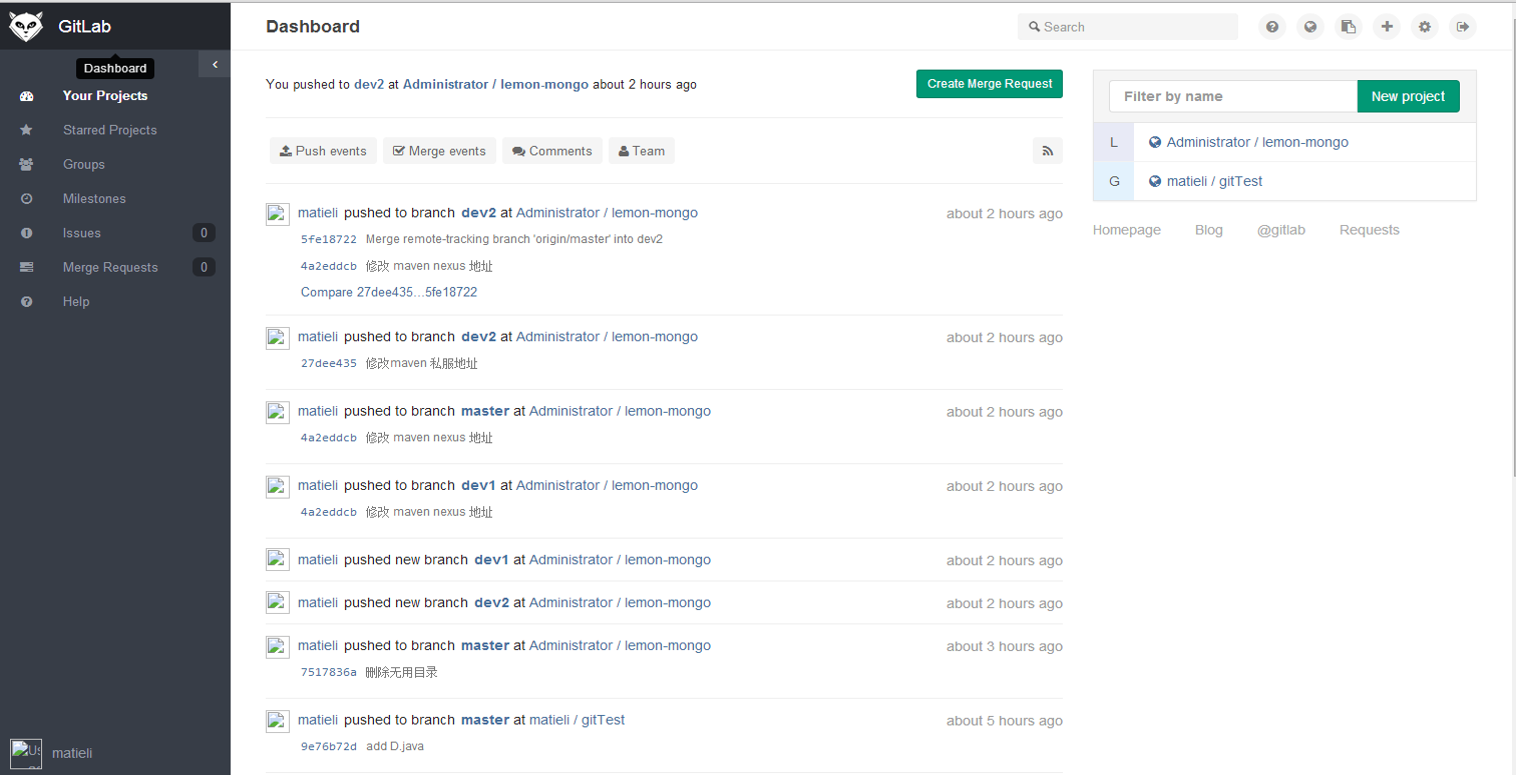 GitLab
Dashboard
Search
Dashboard
Your Projects
Starred Projects
Groups
Milestones
Issues 0
Merge Requests 0
Help
matieli
You pushed to dev2 at Administrator / lemon-mongo about 2 hours ago
Create Merge Request
Push events Merge events Comments Team
matieli pushed to branch dev2 at Administrator / lemon-mongo about 2 hours ago
5fe18722 Merge remote-tracking branch 'origin/master' into dev2
4a2eddcb 修改 maven nexus 地址
Compare 27dee435...5fe18722
matieli pushed to branch dev2 at Administrator / lemon-mongo about 2 hours ago
27dee435 修改maven 私服地址
matieli pushed to branch master at Administrator / lemon-mongo about 2 hours ago
4a2eddcb 修改 maven nexus 地址
matieli pushed to branch dev1 at Administrator / lemon-mongo about 2 hours ago
4a2eddcb 修改 maven nexus 地址
matieli pushed new branch dev1 at Administrator / lemon-mongo about 2 hours ago
matieli pushed new branch dev2 at Administrator / lemon-mongo about 2 hours ago
matieli pushed to branch master at Administrator / lemon-mongo about 3 hours ago
7517836a 删除无用目录
matieli pushed to branch master at matieli / gitTest about 5 hours ago
9e76b72d add D.java
Filter by name New project
L Administrator / lemon-mongo
G matieli / gitTest
Homepage Blog @gitlab Requests